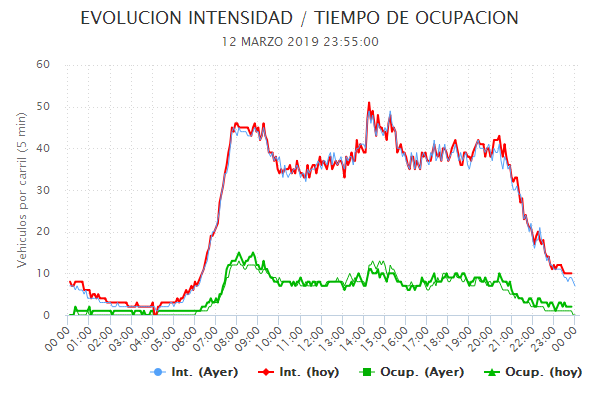 EVOLUCION INTENSIDAD / TIEMPO DE OCUPACION
12 MARZO 2019 23:55:00
Vehiculos por carril (5 min)
60
50
40
30
20
10
0
00:00 01:00 02:00 03:00 04:00 05:00 06:00 07:00 08:00 09:00 10:00 11:00 12:00 13:00 14:00 15:00 16:00 17:00 18:00 19:00 20:00 21:00 22:00 23:00 00:00
Int. (Ayer) Int. (hoy) Ocup. (Ayer) Ocup. (hoy)